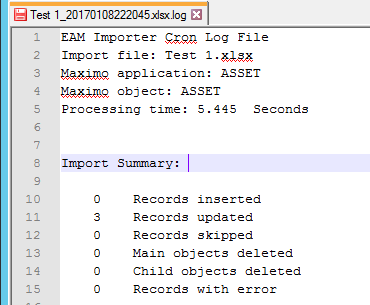 Test 1_20170108222045.xlsx.log
1 EAM Importer Cron Log File
2 Import file: Test 1.xlsx
3 Maximo application: ASSET
4 Maximo object: ASSET
5 Processing time: 5.445  Seconds
6
7
8 Import Summary:
9
10 0 Records inserted
11 3 Records updated
12 0 Records skipped
13 0 Main objects deleted
14 0 Child objects deleted
15 0 Records with error